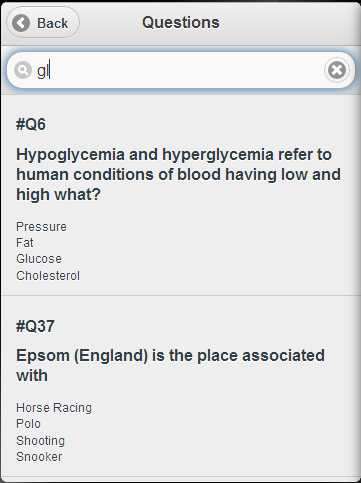 Back
Questions
gl
#Q6
Hypoglycemia and hyperglycemia refer to
human conditions of blood having low and
high what?
Pressure
Fat
Glucose
Cholesterol
#Q37
Epsom (England) is the place associated
with
Horse Racing
Polo
Shooting
Snooker